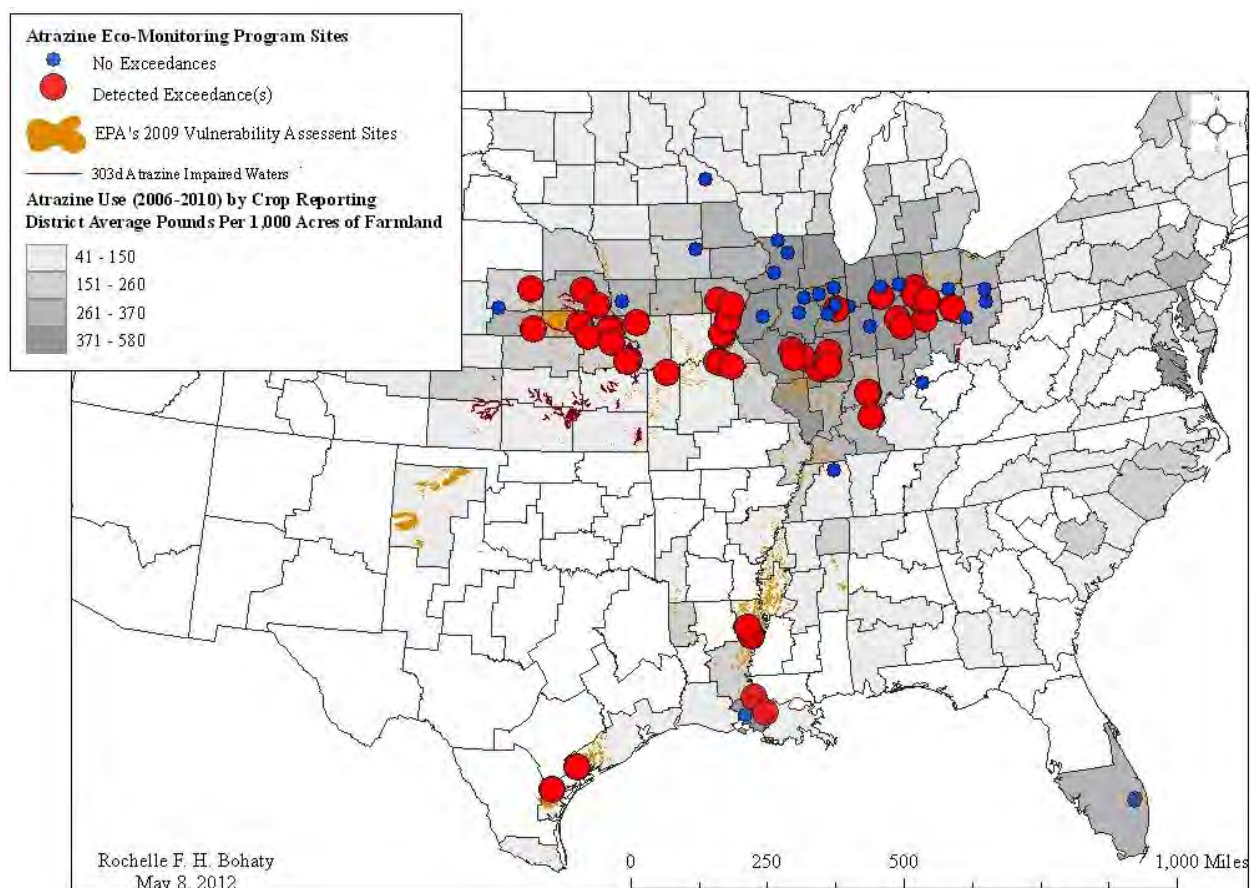 Atrazine Eco-Monitoring Program Sites
No Exceedances
Detected Exceedance(s)
EPA's 2009 Vulnerability Assessent Sites
303d Atrazine Impaired Waters
Atrazine Use (2006-2010) by Crop Reporting
District Average Pounds Per 1,000 Acres of Farmland
41 - 150
151 - 260
261 - 370
371 - 580
Rochelle F. H. Bohaty
May 8, 2012
0 250 500 1,000 Miles